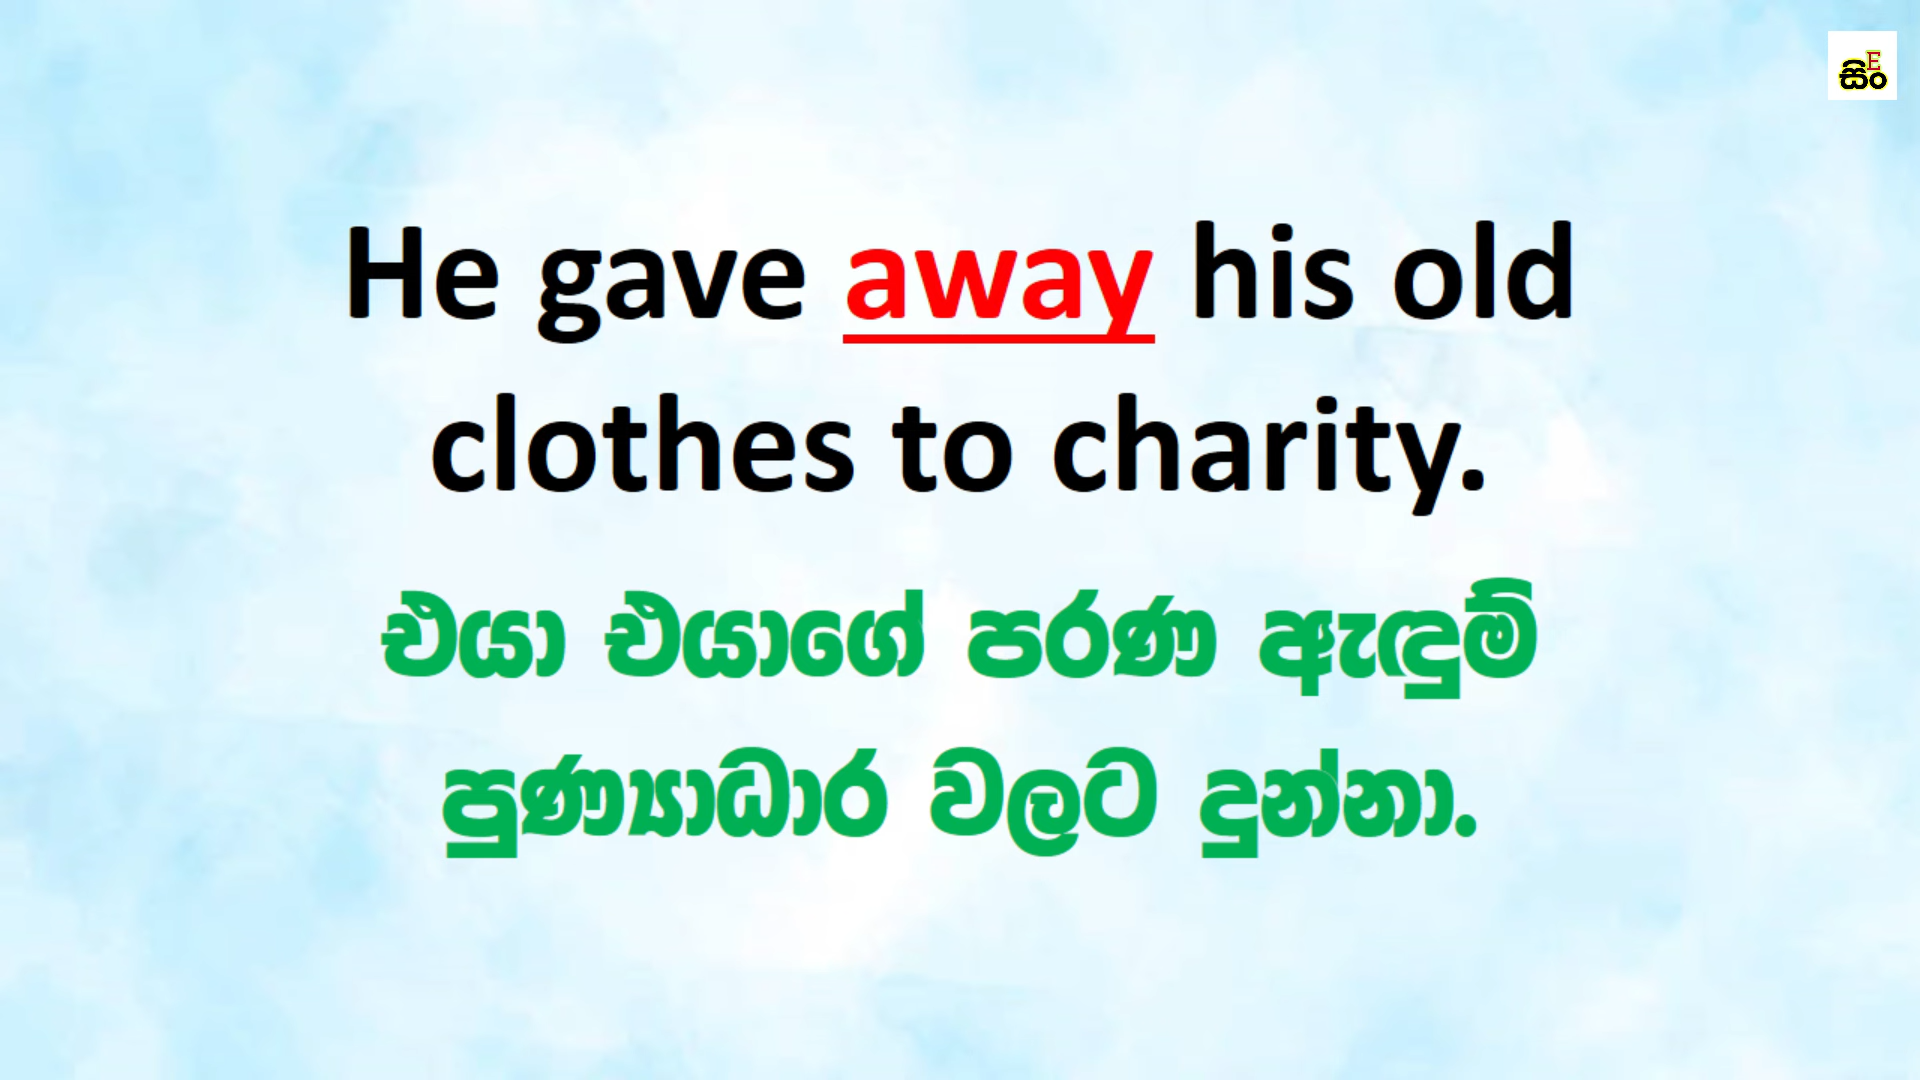 සිං
E
He gave away his old
clothes to charity.
එයා එයාගේ පරණ ඇඳුම්
පුණ්‍යාධාර වලට දුන්නා.